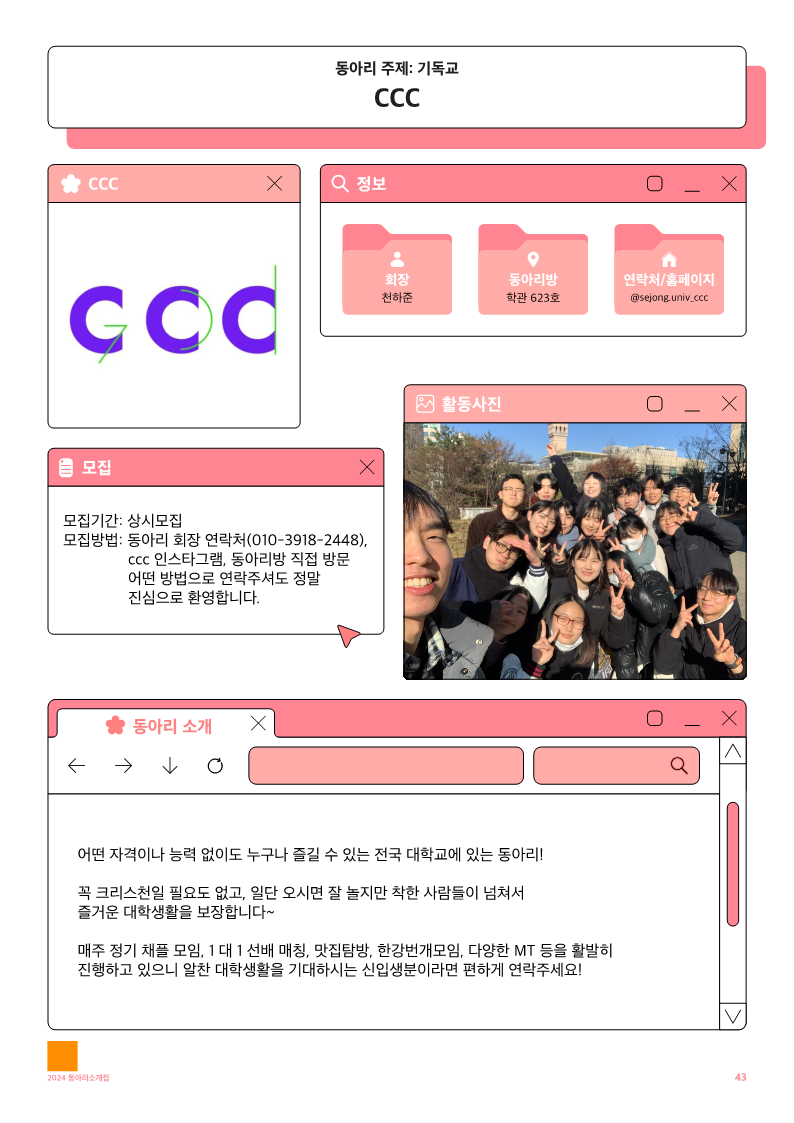 동아리 주제: 기독교
CCC
CCC
CCC
정보
회장
천하준
동아리방
학관 623호
연락처/홈페이지
@sejong.univ_ccc
활동사진
모집
모집기간: 상시모집
모집방법: 동아리 회장 연락처(010-3918-2448),
ccc 인스타그램, 동아리방 직접 방문
어떤 방법으로 연락주셔도 정말
진심으로 환영합니다.
동아리 소개
어떤 자격이나 능력 없이도 누구나 즐길 수 있는 전국 대학교에 있는 동아리!
꼭 크리스천일 필요도 없고, 일단 오시면 잘 놀지만 착한 사람들이 넘쳐서
즐거운 대학생활을 보장합니다~
매주 정기 채플 모임, 1 대 1 선배 매칭, 맛집탐방, 한강번개모임, 다양한 MT 등을 활발히
진행하고 있으니 알찬 대학생활을 기대하시는 신입생분이라면 편하게 연락주세요!
2024 동아리소개집
43